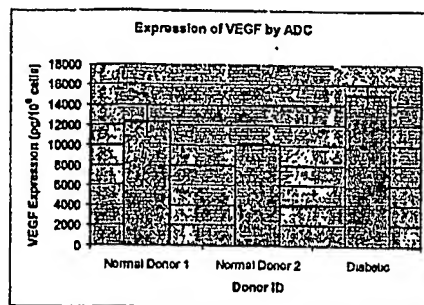 Expression of VEGF by ADC
VEGF Expression (pg/10⁶ cells)
18000
16000
14000
12000
10000
8000
6000
4000
2000
0
Normal Donor 1 Normal Donor 2 Diabetic
Donor ID